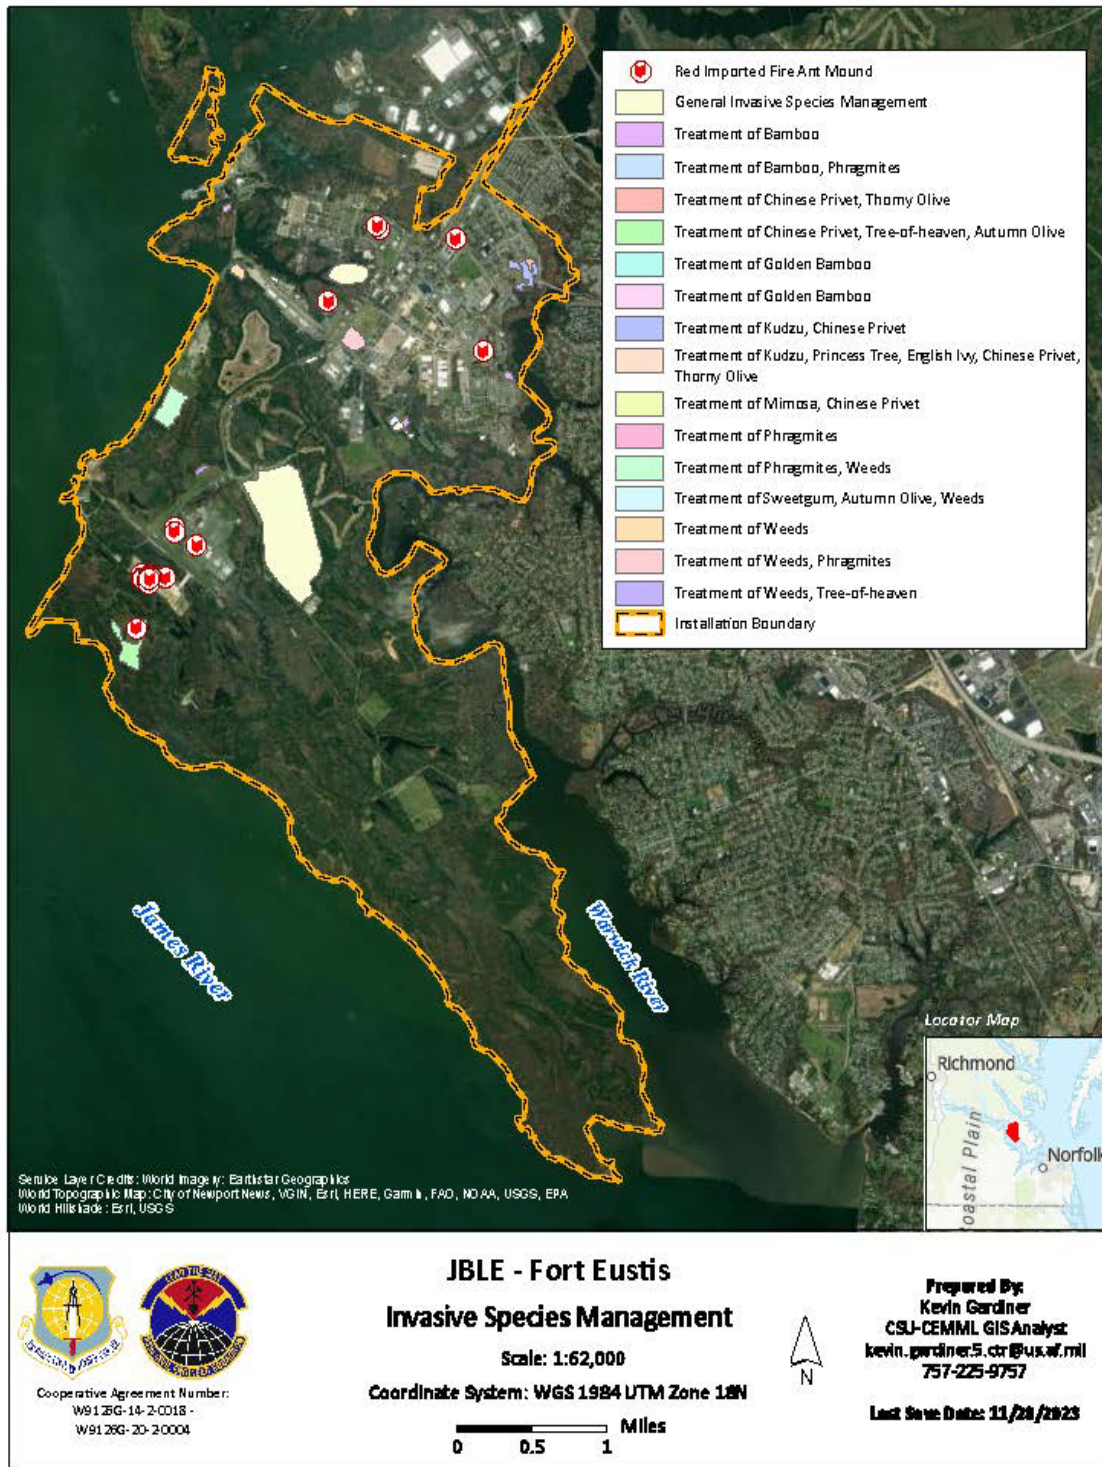 Red Imported Fire Ant Mound
General Invasive Species Management
Treatment of Bamboo
Treatment of Bamboo, Phragmites
Treatment of Chinese Privet, Thorny Olive
Treatment of Chinese Privet, Tree-of-heaven, Autumn Olive
Treatment of Golden Bamboo
Treatment of Golden Bamboo
Treatment of Kudzu, Chinese Privet
Treatment of Kudzu, Princess Tree, English Ivy, Chinese Privet,
Thorny Olive
Treatment of Mimosa, Chinese Privet
Treatment of Phragmites
Treatment of Phragmites, Weeds
Treatment of Sweetgum, Autumn Olive, Weeds
Treatment of Weeds
Treatment of Weeds, Phragmites
Treatment of Weeds, Tree-of-heaven
Installation Boundary
James River
Warwick River
Locator Map
Richmond
Norfolk
oastal Plain
Service Layer Credits: World Imagery: Earthstar Geographics
World Topographic Map: City of Newport News, VGIN, Esri, HERE, Garmin, FAO, NOAA, USGS, EPA
World Hillshade: Esri, USGS
JBLE - Fort Eustis
Invasive Species Management
Scale: 1:62,000
Coordinate System: WGS 1984 UTM Zone 18N
Miles
0 0.5 1
N
Cooperative Agreement Number:
W9126G-14-2-0018 -
W9126G-20-2-0004
Prepared By:
Kevin Gardiner
CSU-CEMML GIS Analyst
kevin.gardiner.5.ctr@us.af.mil
757-225-9757
Last Save Date: 11/28/2023